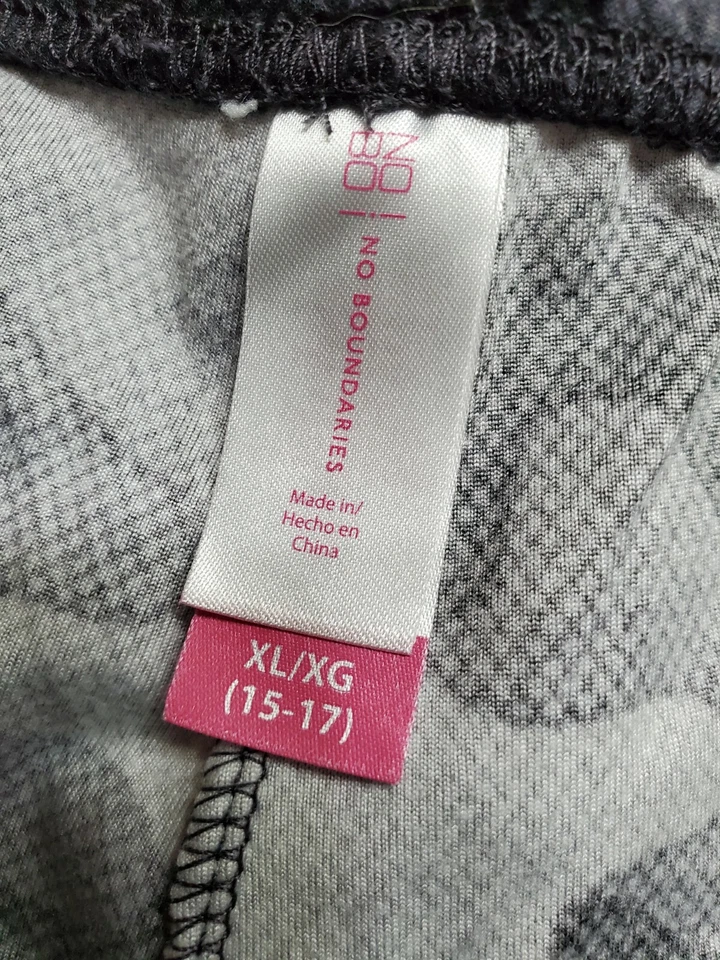 NO
BO
NO BOUNDARIES
Made in/
Hecho en
China
XL/XG
(15-17)